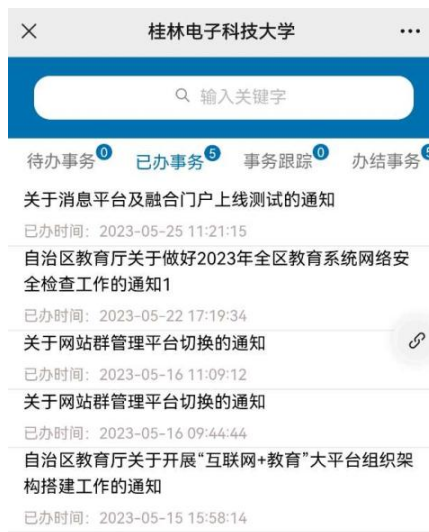 桂林电子科技大学
输入关键字
待办事务 0 已办事务 5 事务跟踪 0 办结事务 5
关于消息平台及融合门户上线测试的通知
已办时间：2023-05-25 11:21:15
自治区教育厅关于做好2023年全区教育系统网络安
全检查工作的通知1
已办时间：2023-05-22 17:19:34
关于网站群管理平台切换的通知
已办时间：2023-05-16 11:09:12
关于网站群管理平台切换的通知
已办时间：2023-05-16 09:44:44
自治区教育厅关于开展“互联网+教育”大平台组织架
构搭建工作的通知
已办时间：2023-05-15 15:58:14